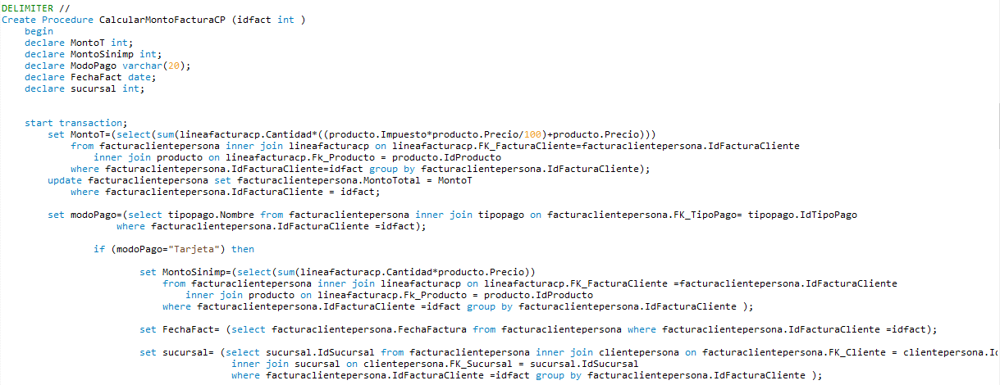 DELIMITER //
Create Procedure CalcularMontoFacturaCP (idfact int )
begin
declare MontoT int;
declare MontoSinimp int;
declare ModoPago varchar(20);
declare FechaFact date;
declare sucursal int;
start transaction;
set MontoT=(select(sum(lineafacturacp.Cantidad*((producto.Impuesto*producto.Precio/100)+producto.Precio)))
from facturaclientepersona inner join lineafacturacp on lineafacturacp.FK_FacturaCliente=facturaclientepersona.IdFacturaCliente
inner join producto on lineafacturacp.Fk_Producto = producto.IdProducto
where facturaclientepersona.IdFacturaCliente=idfact group by facturaclientepersona.IdFacturaCliente);
update facturaclientepersona set facturaclientepersona.MontoTotal = MontoT
where facturaclientepersona.IdFacturaCliente = idfact;
set modoPago=(select tipopago.Nombre from facturaclientepersona inner join tipopago on facturaclientepersona.FK_TipoPago= tipopago.IdTipoPago
where facturaclientepersona.IdFacturaCliente =idfact);
if (modoPago="Tarjeta") then
set MontoSinimp=(select(sum(lineafacturacp.Cantidad*producto.Precio))
from facturaclientepersona inner join lineafacturacp on lineafacturacp.FK_FacturaCliente =facturaclientepersona.IdFacturaCliente
inner join producto on lineafacturacp.Fk_Producto = producto.IdProducto
where facturaclientepersona.IdFacturaCliente =idfact group by facturaclientepersona.IdFacturaCliente );
set FechaFact= (select facturaclientepersona.FechaFactura from facturaclientepersona where facturaclientepersona.IdFacturaCliente =idfact);
set sucursal= (select sucursal.IdSucursal from facturaclientepersona inner join clientepersona on facturaclientepersona.FK_Cliente = clientepersona.Id
inner join sucursal on clientepersona.FK_Sucursal = sucursal.IdSucursal
where facturaclientepersona.IdFacturaCliente =idfact group by facturaclientepersona.IdFacturaCliente );